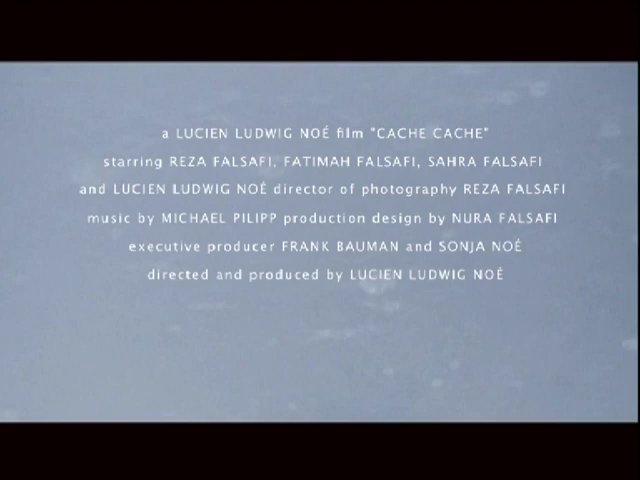 a LUCIEN LUDWIG NOÉ film "CACHE CACHE"
starring REZA FALSAFI, FATIMAH FALSAFI, SAHRA FALSAFI
and LUCIEN LUDWIG NOÉ director of photography REZA FALSAFI
music by MICHAEL PILIPP production design by NURA FALSAFI
executive producer FRANK BAUMAN and SONJA NOÉ
directed and produced by LUCIEN LUDWIG NOÉ